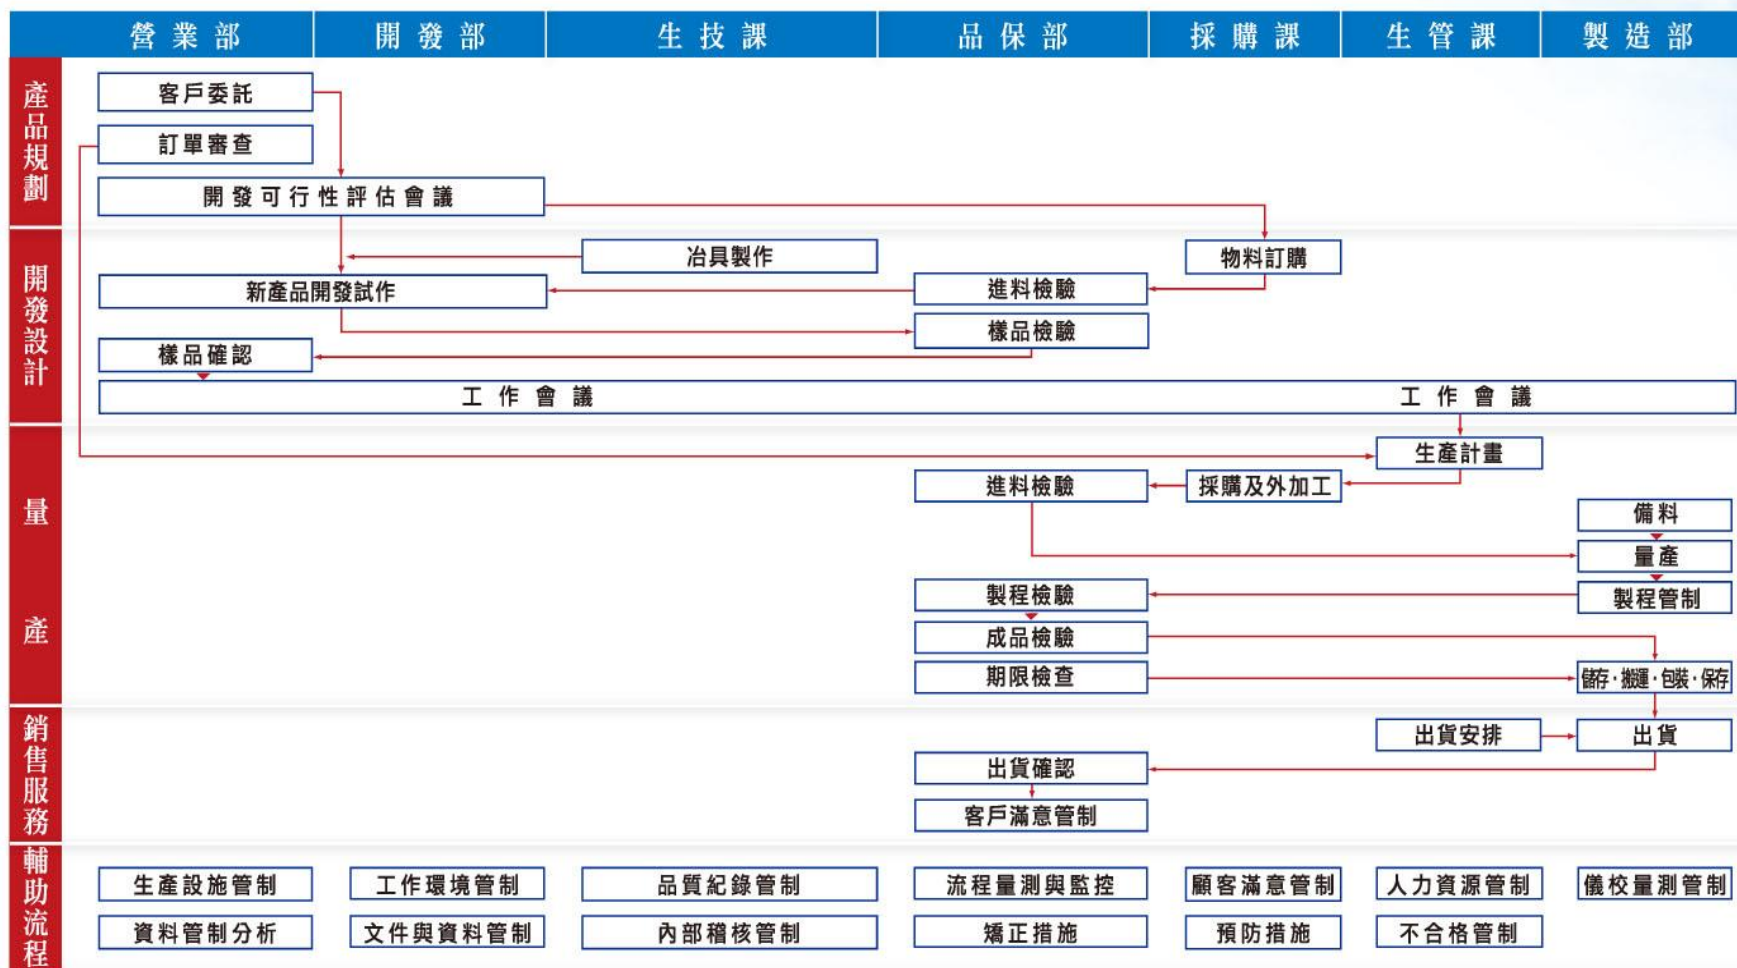 營業部 開發部 生技課 品保部 採購課 生管課 製造部
產品規劃
客戶委託
訂單審查
開發可行性評估會議
開發設計
冶具製作 物料訂購
新產品開發試作 進料檢驗
樣品檢驗
樣品確認
工作會議 工作會議
量產
生產計畫
進料檢驗 採購及外加工
備料
量產
製程檢驗 製程管制
成品檢驗
期限檢查 儲存·搬運·包裝·保存
銷售服務
出貨安排 出貨
出貨確認
客戶滿意管制
輔助流程
生產設施管制 工作環境管制 品質紀錄管制 流程量測與監控 顧客滿意管制 人力資源管制 儀校量測管制
資料管制分析 文件與資料管制 內部稽核管制 矯正措施 預防措施 不合格管制